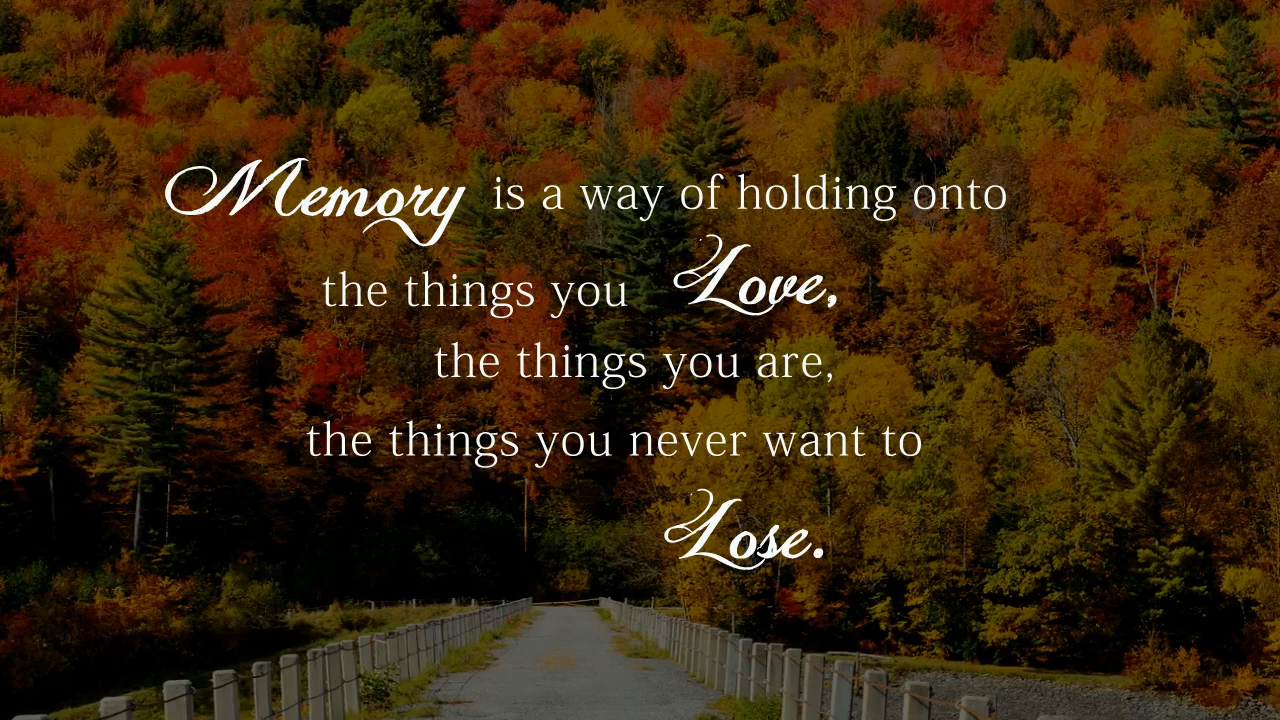 Memory is a way of holding onto
the things you Love,
the things you are,
the things you never want to
Lose.